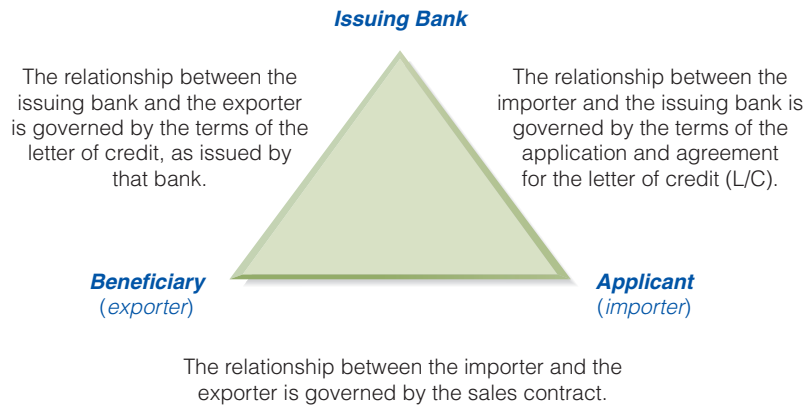 Issuing Bank
The relationship between the
issuing bank and the exporter
is governed by the terms of the
letter of credit, as issued by
that bank.
The relationship between the
importer and the issuing bank is
governed by the terms of the
application and agreement
for the letter of credit (L/C).
Beneficiary
(exporter)
Applicant
(importer)
The relationship between the importer and the
exporter is governed by the sales contract.